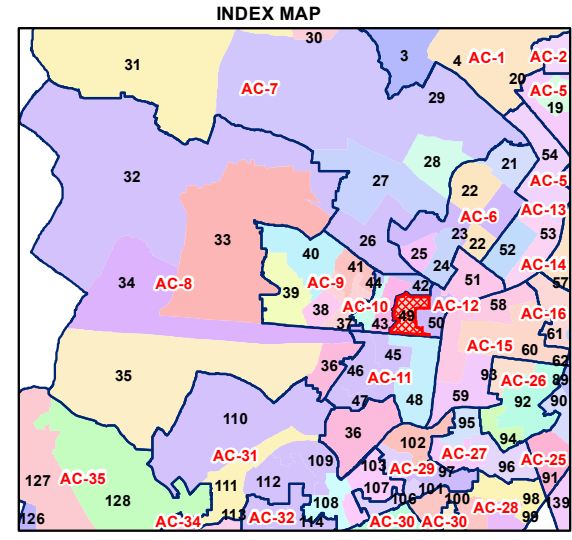 INDEX MAP
30
3
4 AC-1 AC-2
31
20
AC-5
AC-7
29
19
54
28
21
32
27
22
AC-5
AC-6
AC-13
33
40
26
23
22
53
52
25
24
AC-14
41
34
AC-8
AC-9
44
42
51
57
39
38
AC-10
49
AC-12
58
AC-16
37
43
50
61
AC-15
60
45
62
36
46
93
AC-26
89
35
AC-11
92
90
47
48
59
110
36
95
102
94
AC-31
109
AC-27
103
AC-29
97
96
AC-25
127
AC-35
111
112
107
101
91
128
108
106
100
98
139
AC-28
126
AC-34
113
AC-32
114
AC-30
AC-30
99